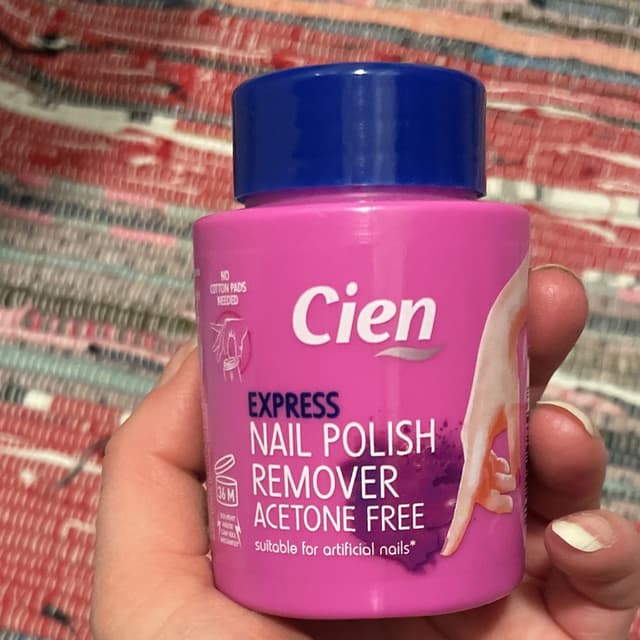 NO
COTTON PADS
NEEDED
Cien
EXPRESS
NAIL POLISH
REMOVER
ACETONE FREE
suitable for artificial nails*
36 M